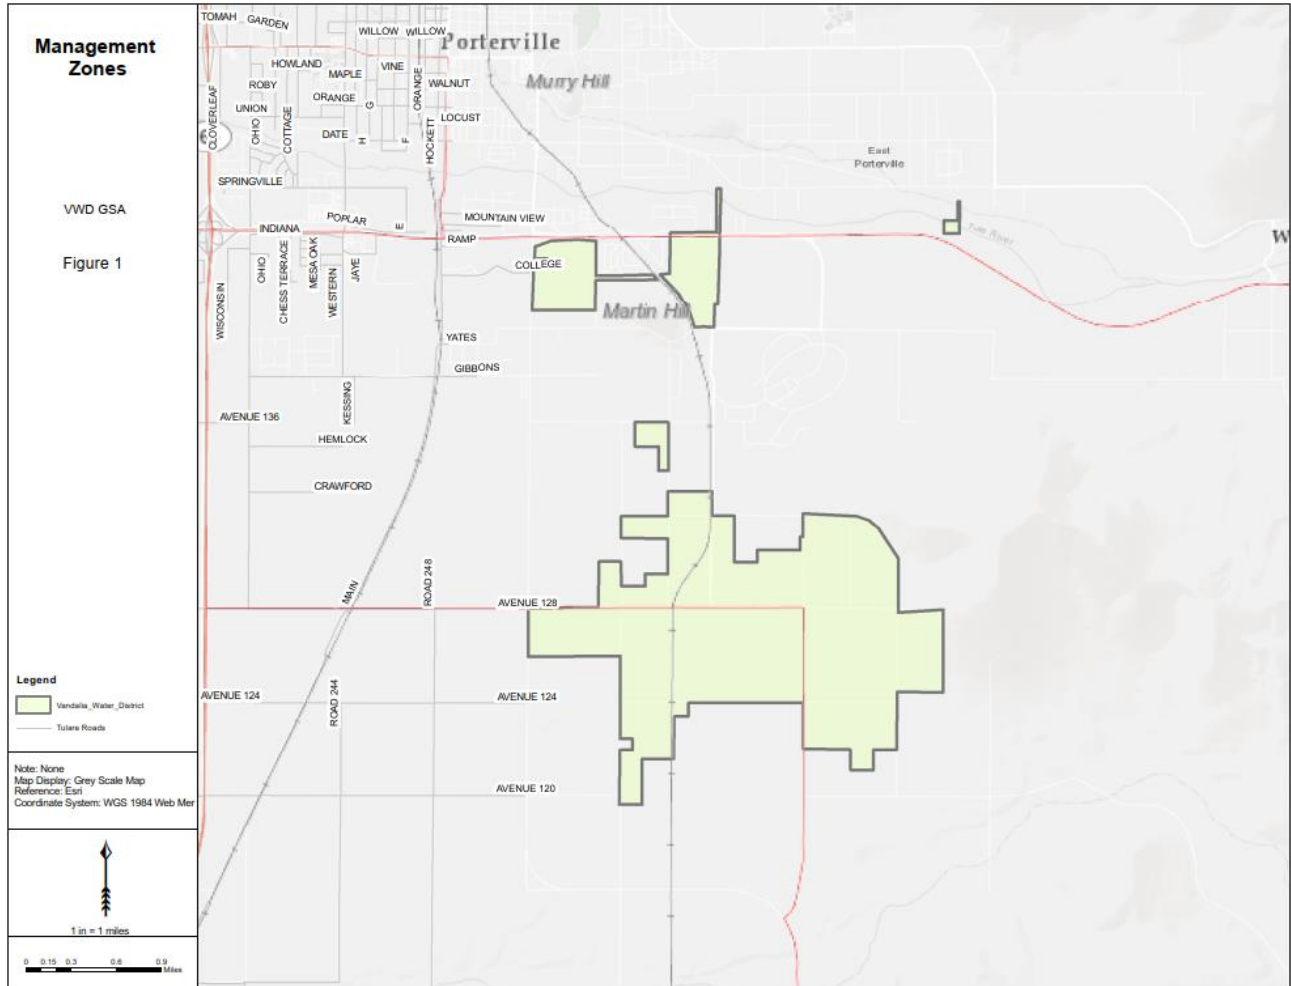 Management
Zones
VWD GSA
Figure 1
Legend
Vandalia_Water_District
Tulare Roads
Note: None
Map Display: Grey Scale Map
Reference: Esri
Coordinate System: WGS 1984 Web Mer
1 in = 1 miles
0 0.15 0.3 0.6 0.9
Miles
TOMAH
GARDEN
WILLOW
WILLOW
Porterville
HOWLAND
MAPLE
VINE
Murry Hill
ROBY
ORANGE
WALNUT
ORANGE
CLOVERLEAF
UNION
G
LOCUST
OHIO
COTTAGE
DATE
H
F
HOCKETT
East
Porterville
SPRINGVILLE
POPLAR
E
MOUNTAIN VIEW
INDIANA
RAMP
Tule River
W
OHIO
CHESS TERRACE
MESA OAK
WESTERN
JAYE
COLLEGE
WISCONSIN
Martin Hill
YATES
GIBBONS
KESSING
AVENUE 136
HEMLOCK
CRAWFORD
MAIN
ROAD 248
AVENUE 128
AVENUE 124
ROAD 244
AVENUE 124
AVENUE 120